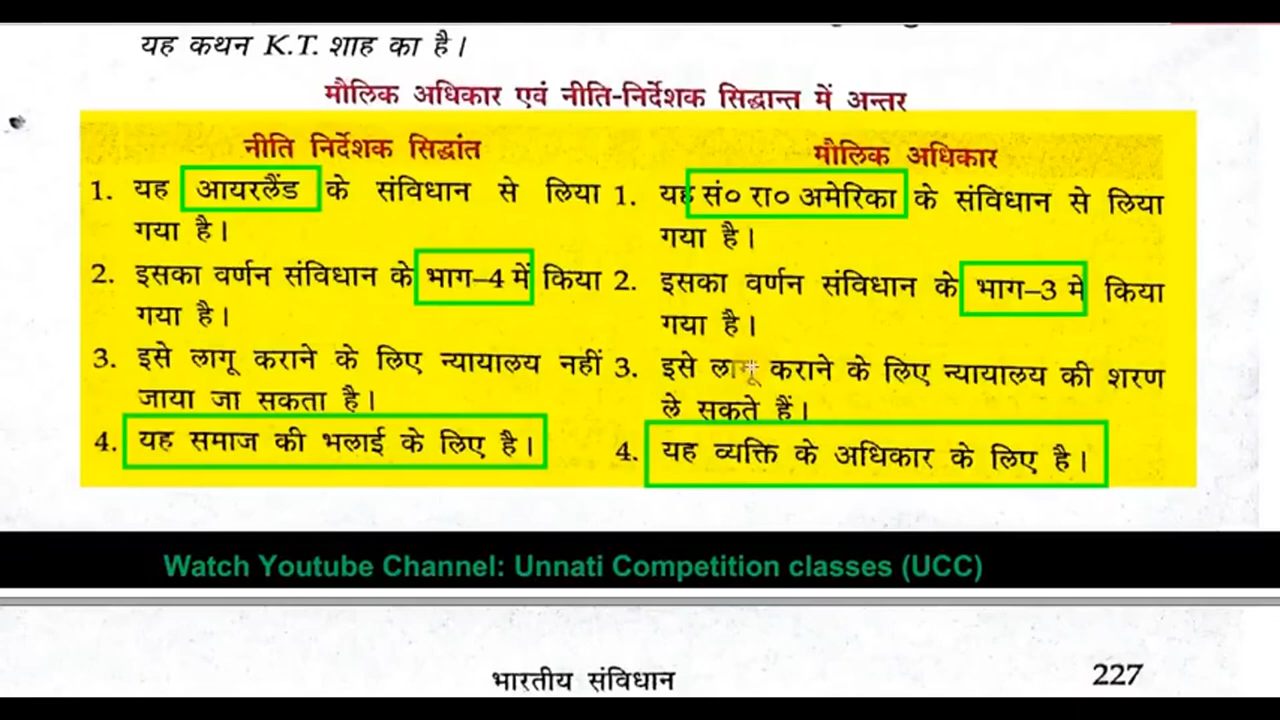 यह कथन K.T. शाह का है।
मौलिक अधिकार एवं नीति-निर्देशक सिद्धान्त में अन्तर
नीति निर्देशक सिद्धांत
1. यह आयरलैंड के संविधान से लिया
गया है।
2. इसका वर्णन संविधान के भाग–4 में किया
गया है।
3. इसे लागू कराने के लिए न्यायालय नहीं
जाया जा सकता है।
4. यह समाज की भलाई के लिए है।
मौलिक अधिकार
1. यह सं० रा० अमेरिका के संविधान से लिया
गया है।
2. इसका वर्णन संविधान के भाग–3 में किया
गया है।
3. इसे लागू कराने के लिए न्यायालय की शरण
ले सकते हैं।
4. यह व्यक्ति के अधिकार के लिए है।
Watch Youtube Channel: Unnati Competition classes (UCC)
भारतीय संविधान 227